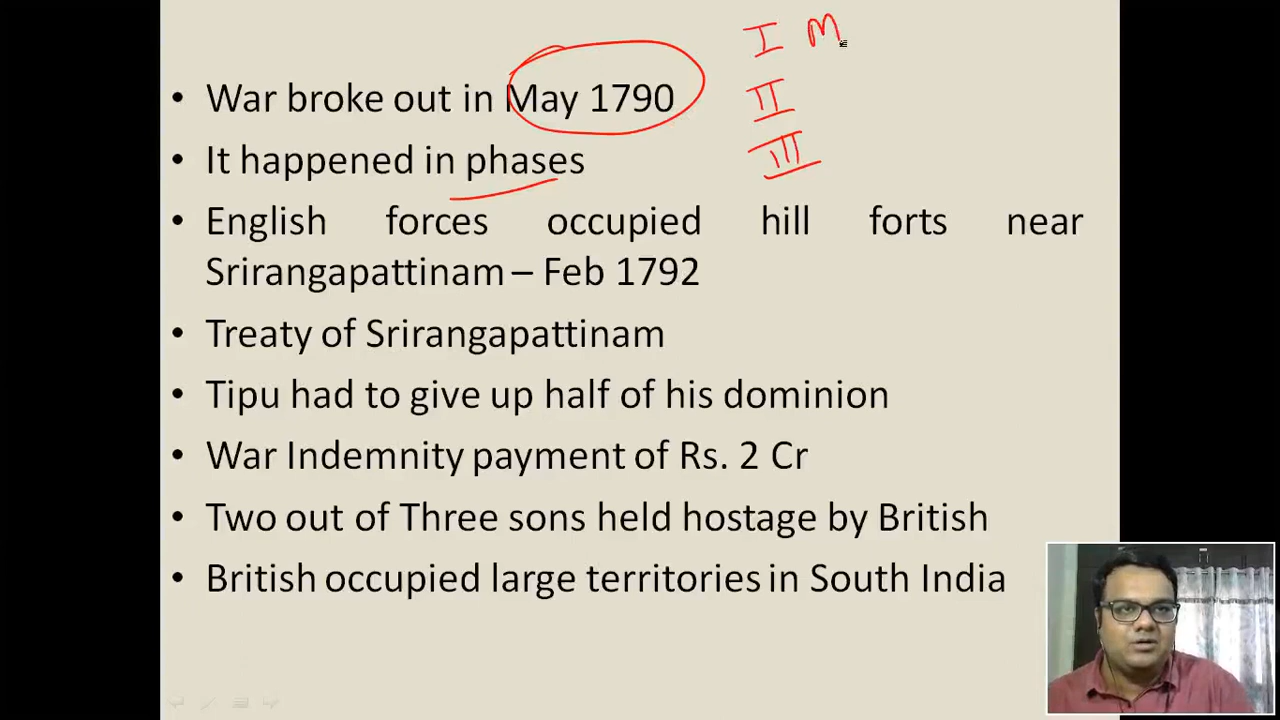 I M
• War broke out in May 1790
II
• It happened in phases
III
• English forces occupied hill forts near
Srirangapattinam – Feb 1792
• Treaty of Srirangapattinam
• Tipu had to give up half of his dominion
• War Indemnity payment of Rs. 2 Cr
• Two out of Three sons held hostage by British
• British occupied large territories in South India